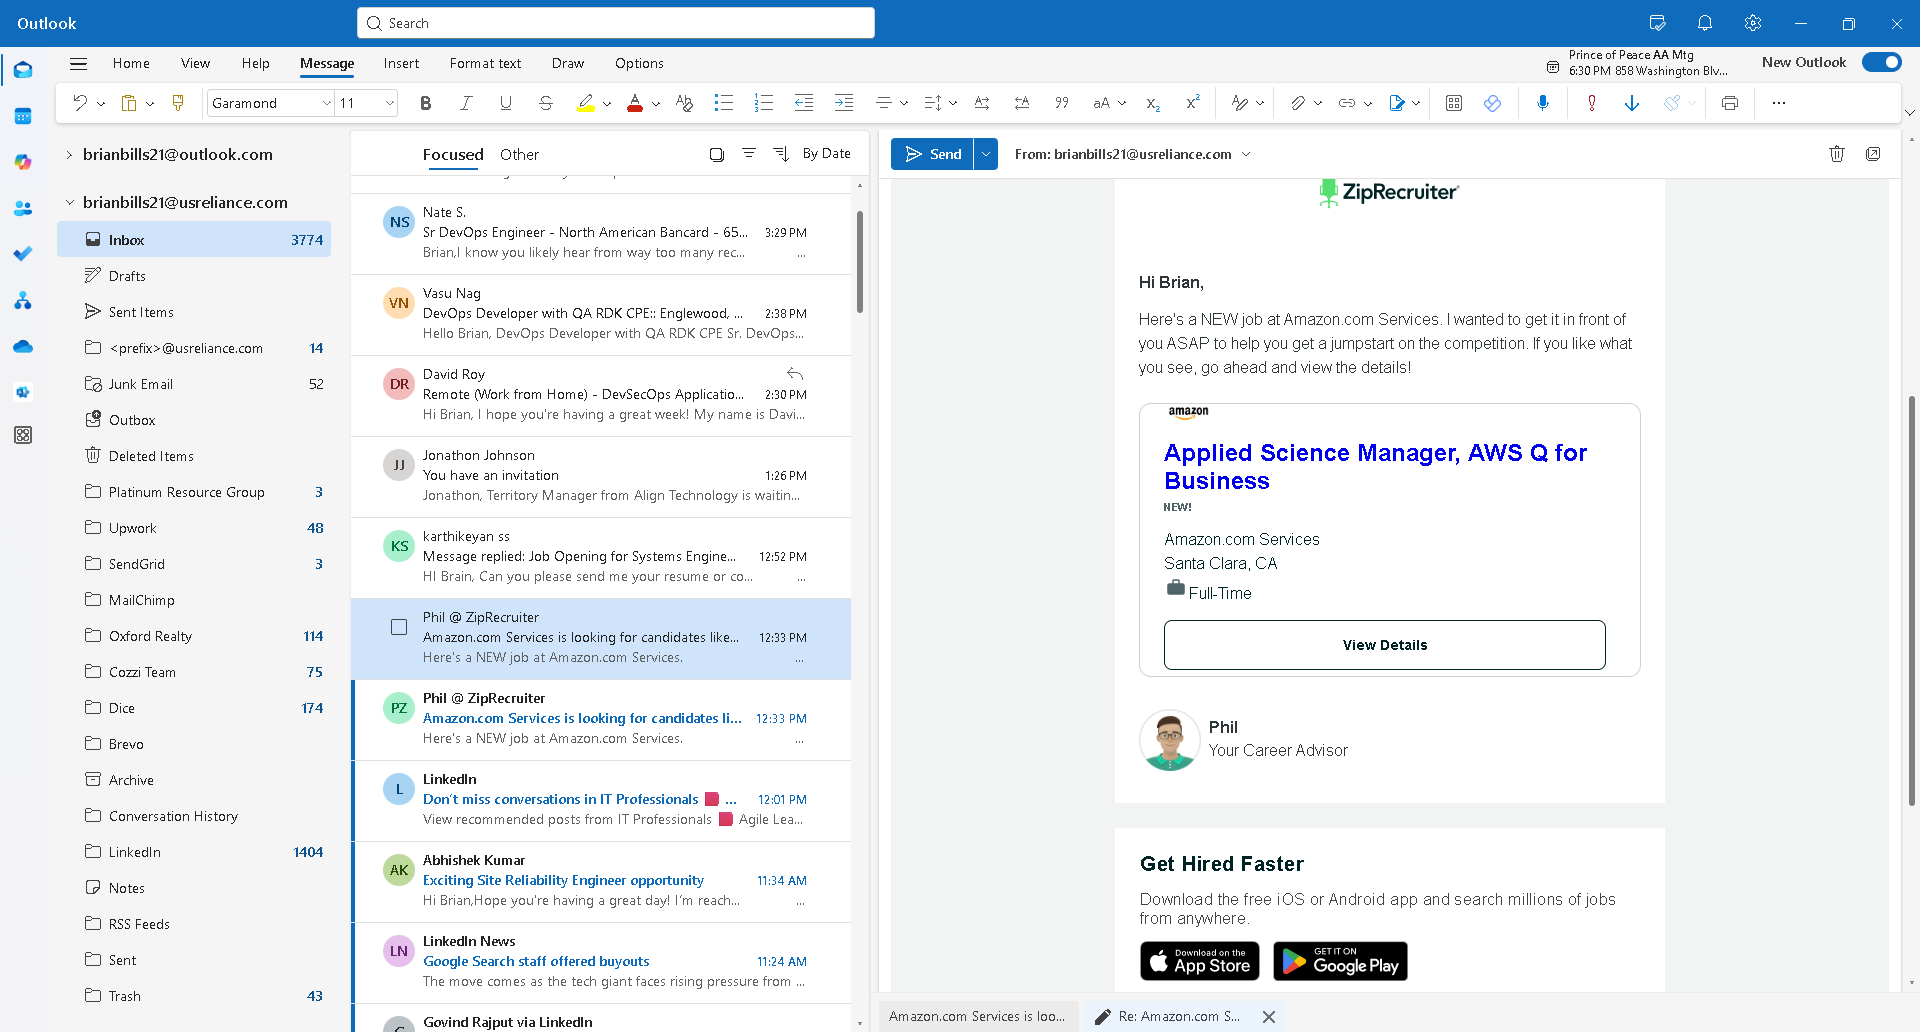 Outlook
Search
Home View Help Message Insert Format text Draw Options
Prince of Peace AA Mtg
6:30 PM 858 Washington Blv...
New Outlook
Garamond 11
brianbills21@outlook.com
brianbills21@usreliance.com
Inbox 3774
Drafts
Sent Items
<prefix>@usreliance.com 14
Junk Email 52
Outbox
Deleted Items
Platinum Resource Group 3
Upwork 48
SendGrid 3
MailChimp
Oxford Realty 114
Cozzi Team 75
Dice 174
Brevo
Archive
Conversation History
LinkedIn 1404
Notes
RSS Feeds
Sent
Trash 43
Focused Other By Date
NS
Nate S.
Sr DevOps Engineer - North American Bancard - 65... 3:29 PM
Brian,I know you likely hear from way too many rec... ...
VN
Vasu Nag
DevOps Developer with QA RDK CPE:: Englewood, ... 2:38 PM
Hello Brian, DevOps Developer with QA RDK CPE Sr. DevOps...
DR
David Roy
Remote (Work from Home) - DevSecOps Applicatio... 2:30 PM
Hi Brian, I hope you're having a great week! My name is Davi...
JJ
Jonathon Johnson
You have an invitation 1:26 PM
Jonathon, Territory Manager from Align Technology is waitin...
KS
karthikeyan ss
Message replied: Job Opening for Systems Engine... 12:52 PM
HI Brain, Can you please send me your resume or co... ...
Phil @ ZipRecruiter
Amazon.com Services is looking for candidates like... 12:33 PM
Here's a NEW job at Amazon.com Services. ...
PZ
Phil @ ZipRecruiter
Amazon.com Services is looking for candidates li... 12:33 PM
Here's a NEW job at Amazon.com Services. ...
L
LinkedIn
Don't miss conversations in IT Professionals ... 12:01 PM
View recommended posts from IT Professionals Agile Lea...
AK
Abhishek Kumar
Exciting Site Reliability Engineer opportunity 11:34 AM
Hi Brian,Hope you're having a great day! I'm reach... ...
LN
LinkedIn News
Google Search staff offered buyouts 11:24 AM
The move comes as the tech giant faces rising pressure from ...
Govind Rajput via LinkedIn
Send
From: brianbills21@usreliance.com
ZipRecruiter
Hi Brian,
Here's a NEW job at Amazon.com Services. I wanted to get it in front of
you ASAP to help you get a jumpstart on the competition. If you like what
you see, go ahead and view the details!
amazon
Applied Science Manager, AWS Q for
Business
NEW!
Amazon.com Services
Santa Clara, CA
Full-Time
View Details
Phil
Your Career Advisor
Get Hired Faster
Download the free iOS or Android app and search millions of jobs
from anywhere.
Download on the
App Store
GET IT ON
Google Play
Amazon.com Services is loo...
Re: Amazon.com S...